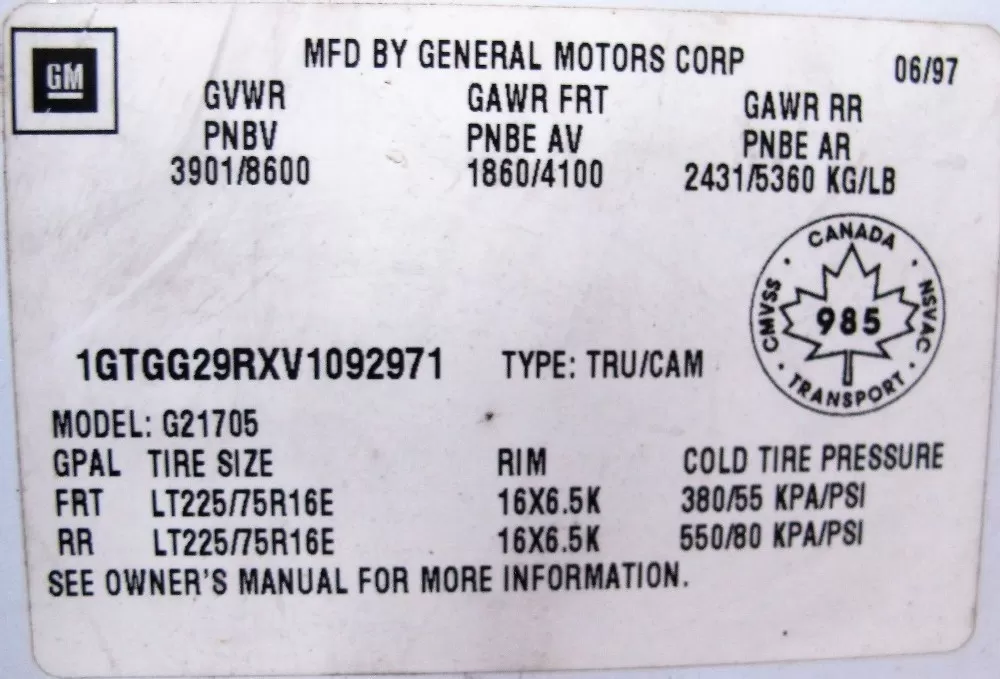 GM
MFD BY GENERAL MOTORS CORP 06/97
GVWR GAWR FRT GAWR RR
PNBV PNBE AV PNBE AR
3901/8600 1860/4100 2431/5360 KG/LB
CANADA
CMVSS 985 NSVAC
TRANSPORT
1GTGG29RXV1092971 TYPE: TRU/CAM
MODEL: G21705
GPAL TIRE SIZE RIM COLD TIRE PRESSURE
FRT LT225/75R16E 16X6.5K 380/55 KPA/PSI
RR LT225/75R16E 16X6.5K 550/80 KPA/PSI
SEE OWNER'S MANUAL FOR MORE INFORMATION.